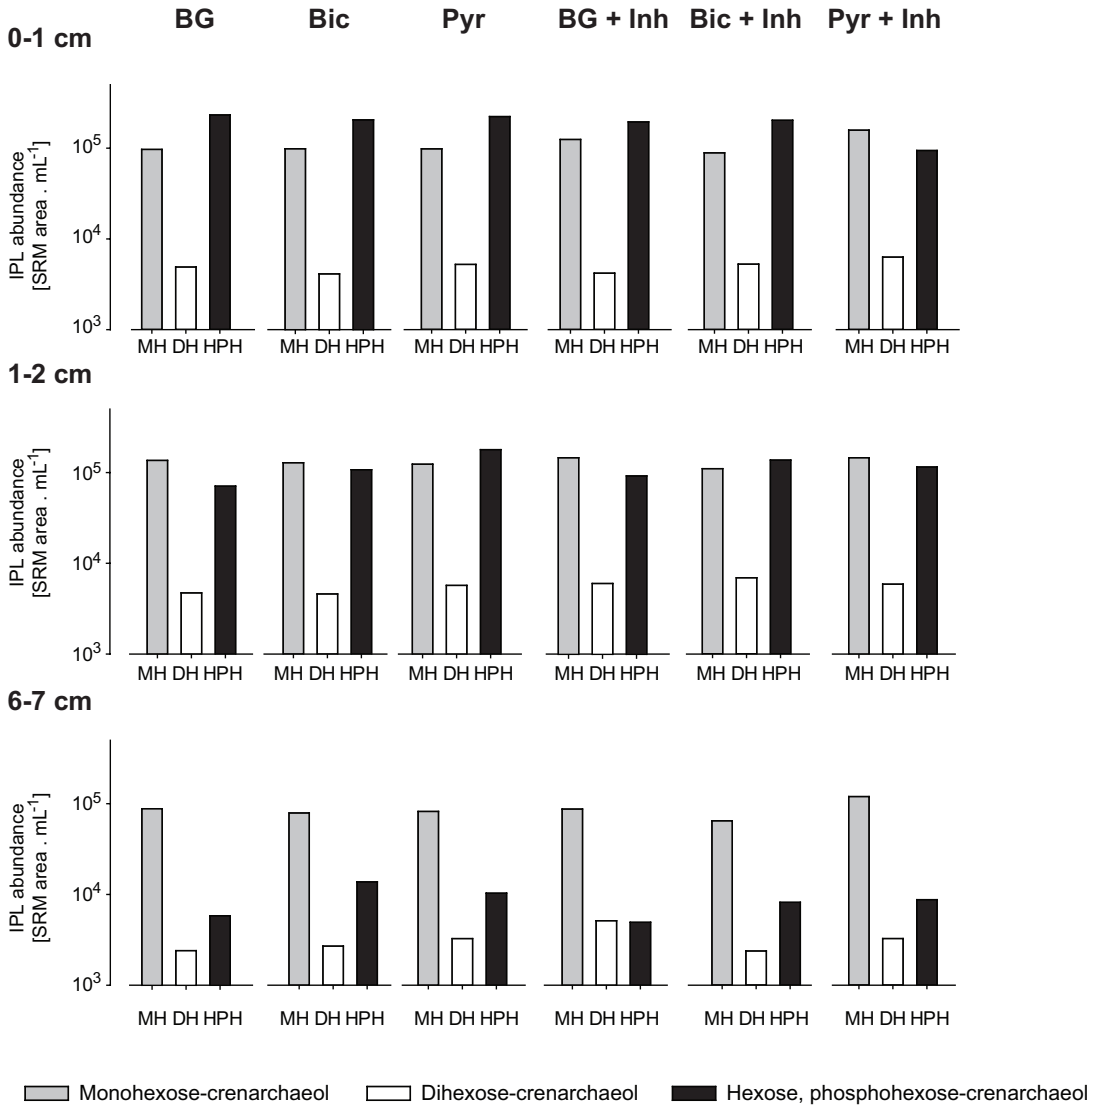 BG Bic Pyr BG + Inh Bic + Inh Pyr + Inh
0-1 cm
IPL abundance
[SRM area . mL-1]
10^5
10^4
10^3
MH DH HPH MH DH HPH MH DH HPH MH DH HPH MH DH HPH MH DH HPH
1-2 cm
IPL abundance
[SRM area . mL-1]
10^5
10^4
10^3
MH DH HPH MH DH HPH MH DH HPH MH DH HPH MH DH HPH MH DH HPH
6-7 cm
IPL abundance
[SRM area . mL-1]
10^5
10^4
10^3
MH DH HPH MH DH HPH MH DH HPH MH DH HPH MH DH HPH MH DH HPH
Monohexose-crenarchaeol Dihexose-crenarchaeol Hexose, phosphohexose-crenarchaeol